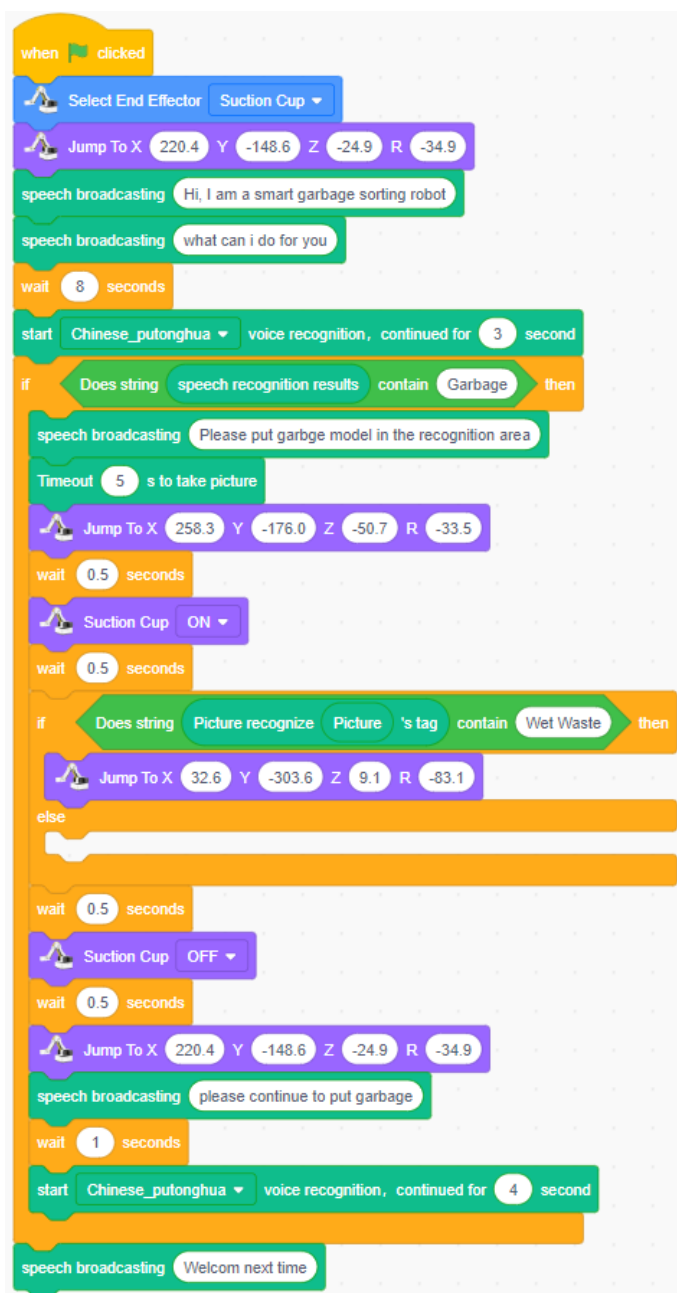 when clicked
Select End Effector Suction Cup
Jump To X 220.4 Y -148.6 Z -24.9 R -34.9
speech broadcasting Hi, I am a smart garbage sorting robot
speech broadcasting what can i do for you
wait 8 seconds
start Chinese_putonghua voice recognition, continued for 3 second
if Does string speech recognition results contain Garbage then
speech broadcasting Please put garbge model in the recognition area
Timeout 5 s to take picture
Jump To X 258.3 Y -176.0 Z -50.7 R -33.5
wait 0.5 seconds
Suction Cup ON
wait 0.5 seconds
if Does string Picture recognize Picture 's tag contain Wet Waste then
Jump To X 32.6 Y -303.6 Z 9.1 R -83.1
else
wait 0.5 seconds
Suction Cup OFF
wait 0.5 seconds
Jump To X 220.4 Y -148.6 Z -24.9 R -34.9
speech broadcasting please continue to put garbage
wait 1 seconds
start Chinese_putonghua voice recognition, continued for 4 second
speech broadcasting Welcom next time